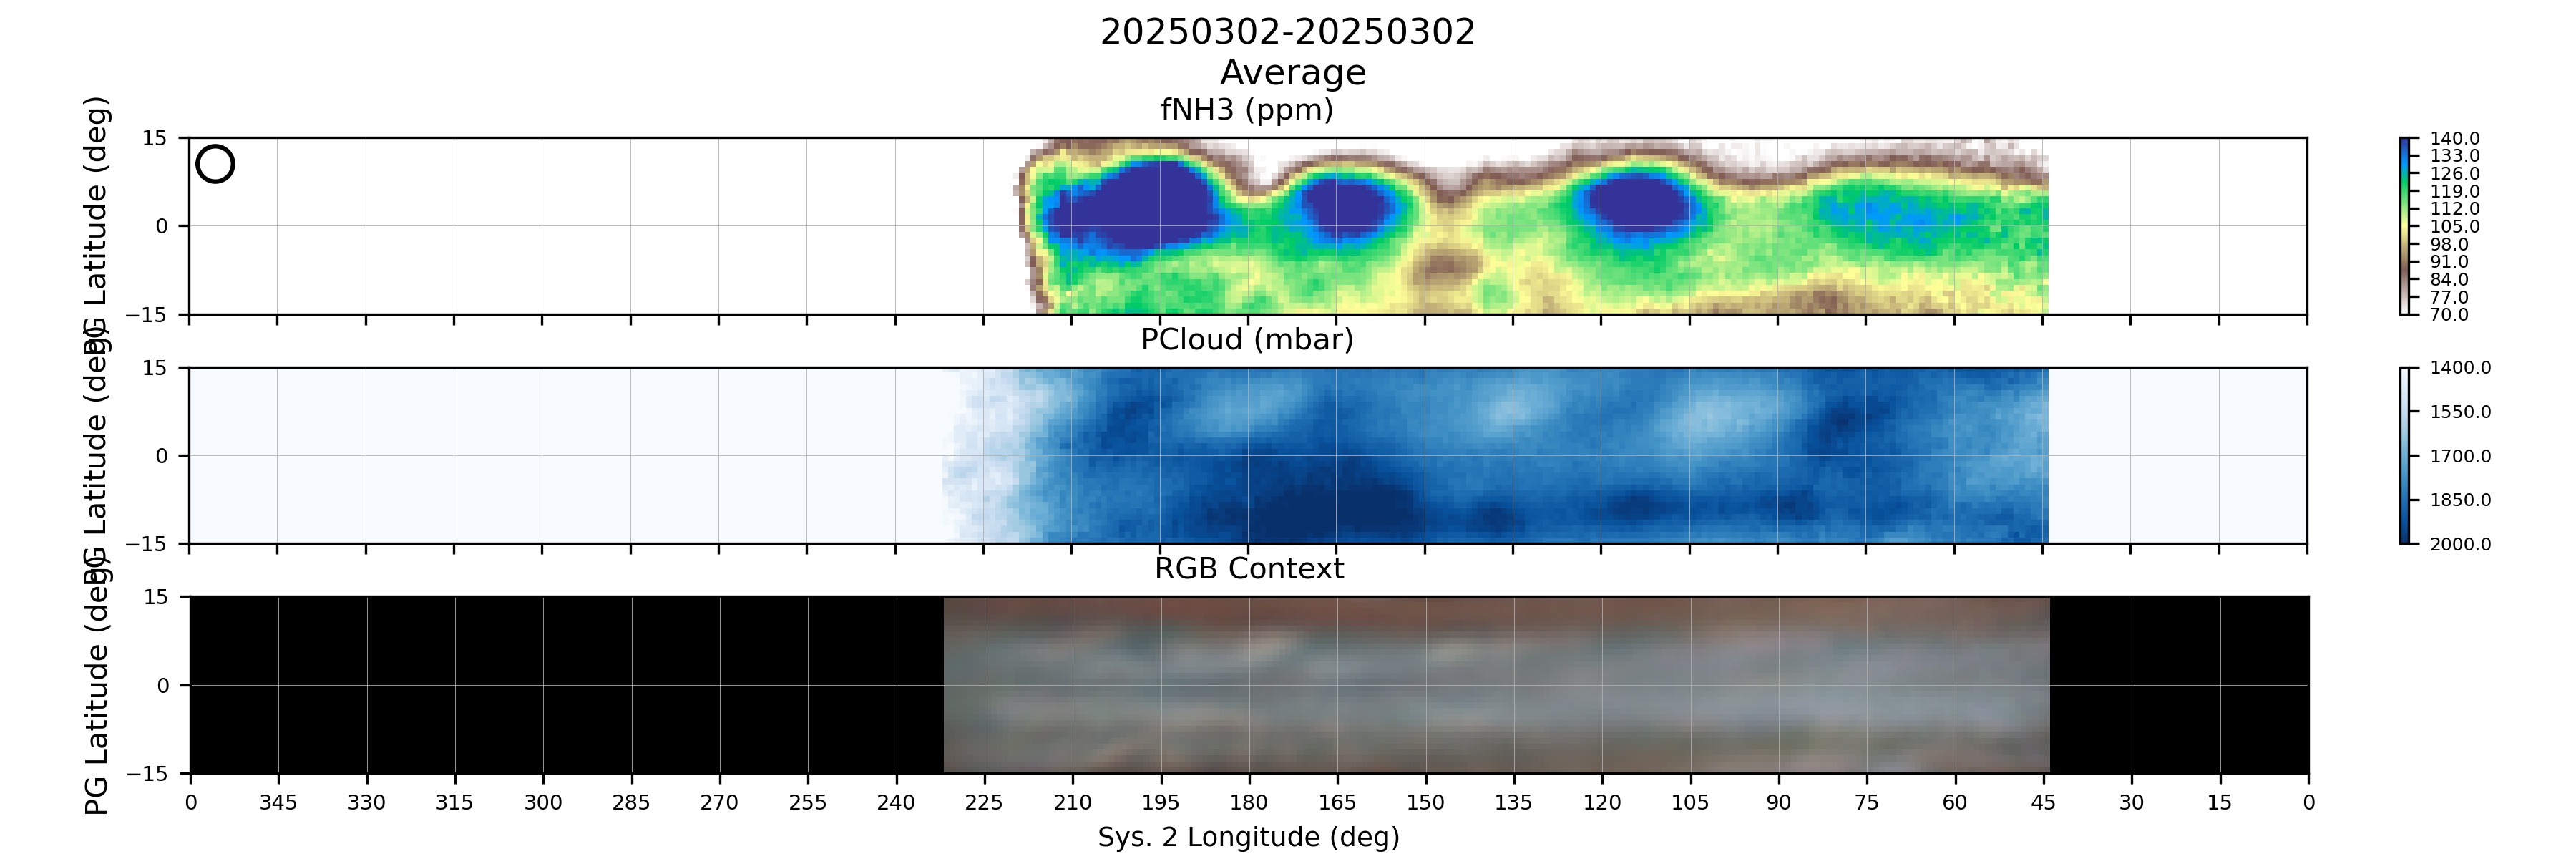 20250302-20250302
Average
fNH3 (ppm)
PG Latitude (deg)
15
0
−15
140.0
133.0
126.0
119.0
112.0
105.0
98.0
91.0
84.0
77.0
70.0
PCloud (mbar)
PG Latitude (deg)
15
0
−15
1400.0
1550.0
1700.0
1850.0
2000.0
RGB Context
PG Latitude (deg)
15
0
−15
0 345 330 315 300 285 270 255 240 225 210 195 180 165 150 135 120 105 90 75 60 45 30 15 0
Sys. 2 Longitude (deg)